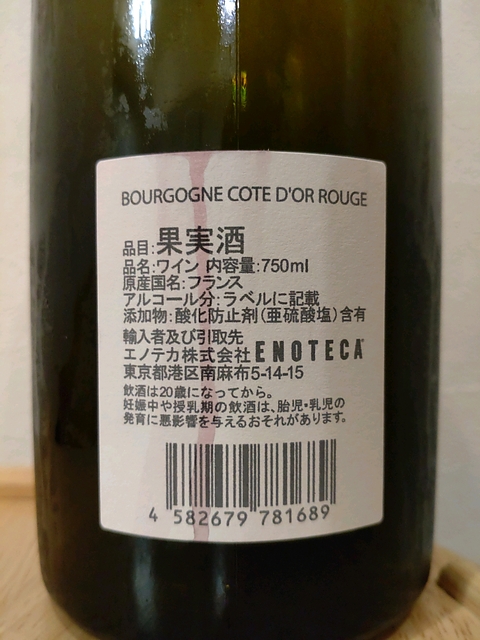 BOURGOGNE COTE D'OR ROUGE
品目:果実酒
品名:ワイン 内容量:750ml
原産国名:フランス
アルコール分:ラベルに記載
添加物:酸化防止剤(亜硫酸塩)含有
輸入者及び引取先
エノテカ株式会社 ENOTECA
東京都港区南麻布5-14-15
飲酒は20歳になってから。
妊娠中や授乳期の飲酒は、胎児・乳児の
発育に悪影響を与えるおそれがあります。
4 582679 781689